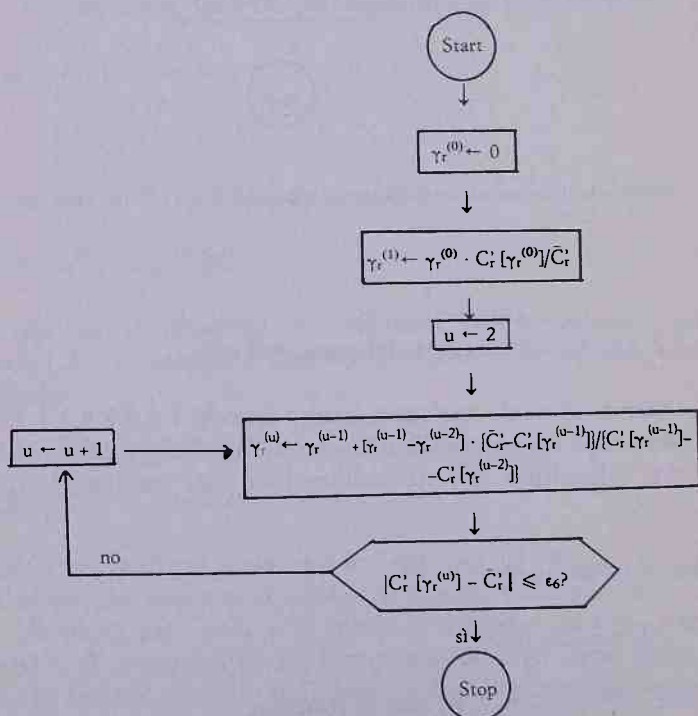 Start
γᵣ⁽⁰⁾ ← 0
γᵣ⁽¹⁾ ← γᵣ⁽⁰⁾ · C'ᵣ [γᵣ⁽⁰⁾]/C̄'ᵣ
u ← 2
u ← u + 1
γᵣ⁽ᵘ⁾ ← γᵣ⁽ᵘ⁻¹⁾ + [γᵣ⁽ᵘ⁻¹⁾ − γᵣ⁽ᵘ⁻²⁾] · {C̄'ᵣ−C'ᵣ [γᵣ⁽ᵘ⁻¹⁾]}/{C'ᵣ [γᵣ⁽ᵘ⁻¹⁾]−
−C'ᵣ [γᵣ⁽ᵘ⁻²⁾]}
no
|C'ᵣ [γᵣ⁽ᵘ⁾] − C̄'ᵣ| ≤ ε₆?
sì
Stop